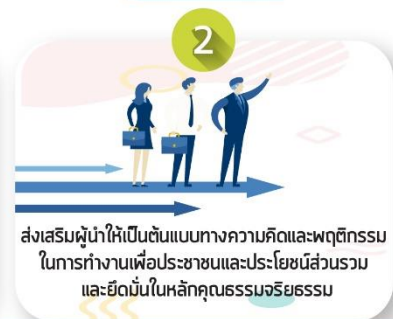 2
ส่งเสริมผู้นำให้เป็นต้นแบบทางความคิดและพฤติกรรม
ในการทำงานเพื่อประชาชนและประโยชน์ส่วนรวม
และยึดมั่นในหลักคุณธรรมจริยธรรม